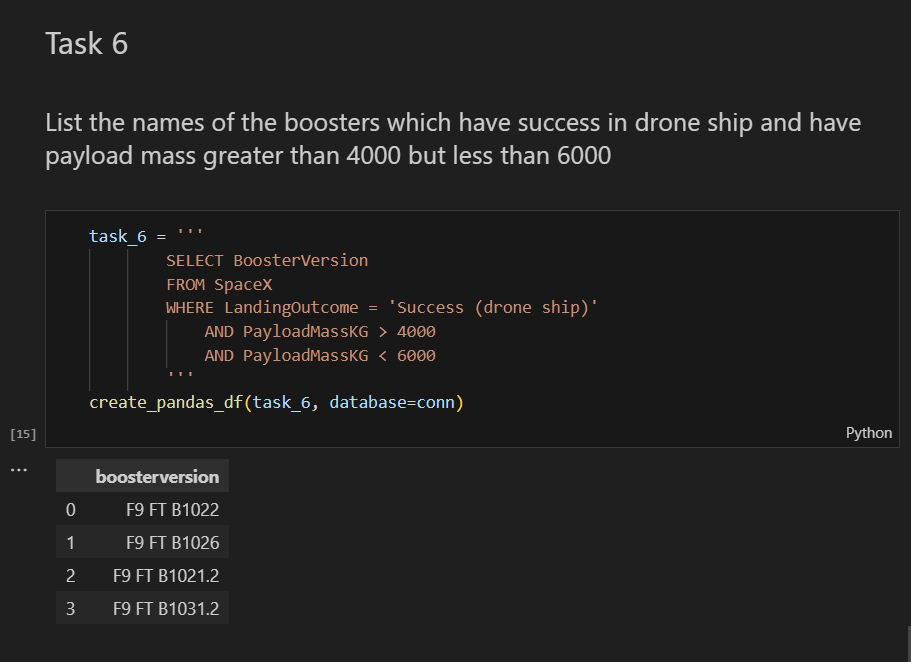 Task 6
List the names of the boosters which have success in drone ship and have
payload mass greater than 4000 but less than 6000
task_6 = '''
SELECT BoosterVersion
FROM SpaceX
WHERE LandingOutcome = 'Success (drone ship)'
AND PayloadMassKG > 4000
AND PayloadMassKG < 6000
'''
create_pandas_df(task_6, database=conn)
[15]
Python
...
boosterversion
0 F9 FT B1022
1 F9 FT B1026
2 F9 FT B1021.2
3 F9 FT B1031.2